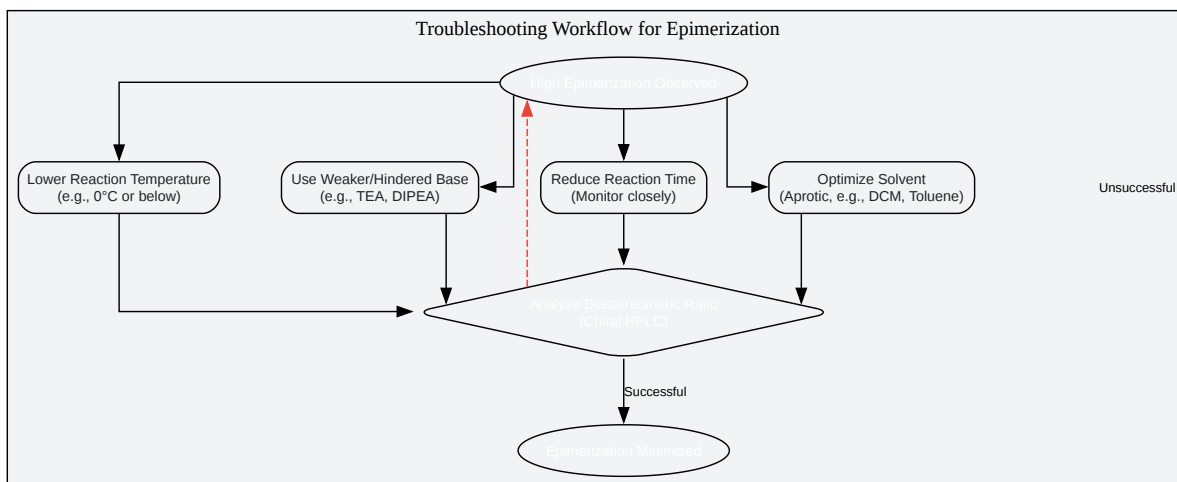 Troubleshooting Workflow for Epimerization
High Epimerization Observed
Lower Reaction Temperature
(e.g., 0°C or below)
Use Weaker/Hindered Base
(e.g., TEA, DIPEA)
Reduce Reaction Time
(Monitor closely)
Optimize Solvent
(Aprotic, e.g., DCM, Toluene)
Unsuccessful
Analyze Diastereomeric Ratio
(Chiral HPLC)
Successful
Epimerization Minimized